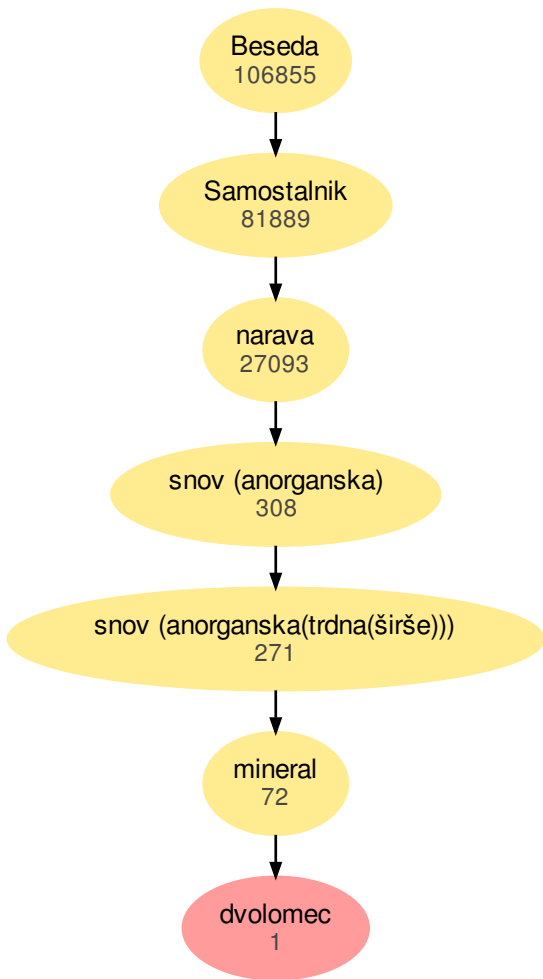 Beseda
106855
Samostalnik
81889
narava
27093
snov (anorganska)
308
snov (anorganska(trdna(širše)))
271
mineral
72
dvolomec
1